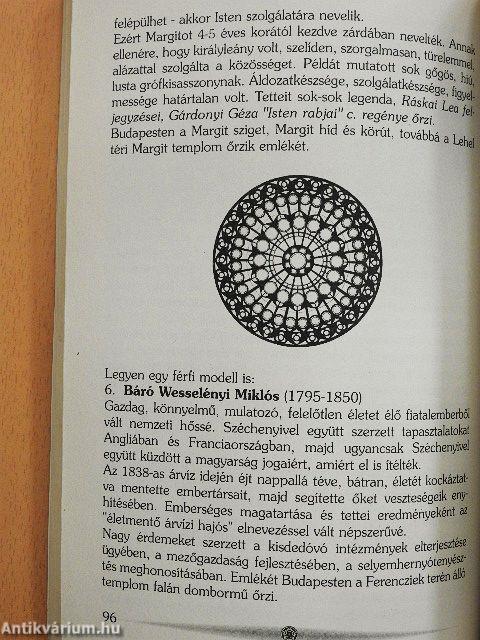 felépülhet - akkor Isten szolgálatára nevelik.
Ezért Margitot 4-5 éves korától kezdve zárdában nevelték. Annak
ellenére, hogy királyleány volt, szelíden, szorgalmasan, türelemmel,
alázattal szolgálta a közösséget. Példát mutatott sok gőgös, hiú,
lusta grófkisasszonynak. Áldozatkészsége, szolgálatkészsége, figyel-
messége határtalan volt. Tetteit sok-sok legenda, Ráskai Lea fel-
jegyzései, Gárdonyi Géza "Isten rabjai" c. regénye őrzi.
Budapesten a Margit sziget, Margit híd és körút, továbbá a Lehel
téri Margit templom őrzik emlékét.
Legyen egy férfi modell is:
6. Báró Wesselényi Miklós (1795-1850)
Gazdag, könnyelmű, mulatozó, felelőtlen életet élő fiatalemberből
vált nemzeti hőssé. Széchenyivel együtt szerzett tapasztalatokat
Angliában és Franciaországban, majd ugyancsak Széchenyivel
együtt küzdött a magyarság jogaiért, amiért el is ítélték.
Az 1838-as árvíz idején éjt nappallá téve, bátran, életét kockáztat-
va mentette embertársait, majd segítette őket veszteségeik eny-
hítésében. Emberséges magatartása és tettei eredményeként az
"életmentő árvízi hajós" elnevezéssel vált népszerűvé.
Nagy érdemeket szerzett a kisdedóvó intézmények elterjesztése
ügyében, a mezőgazdaság fejlesztésében, a selyemhernyótenyész-
tés meghonosításában. Emlékét Budapesten a Ferencziek terén álló
templom falán dombormű őrzi.
96
Antikvárium.hu